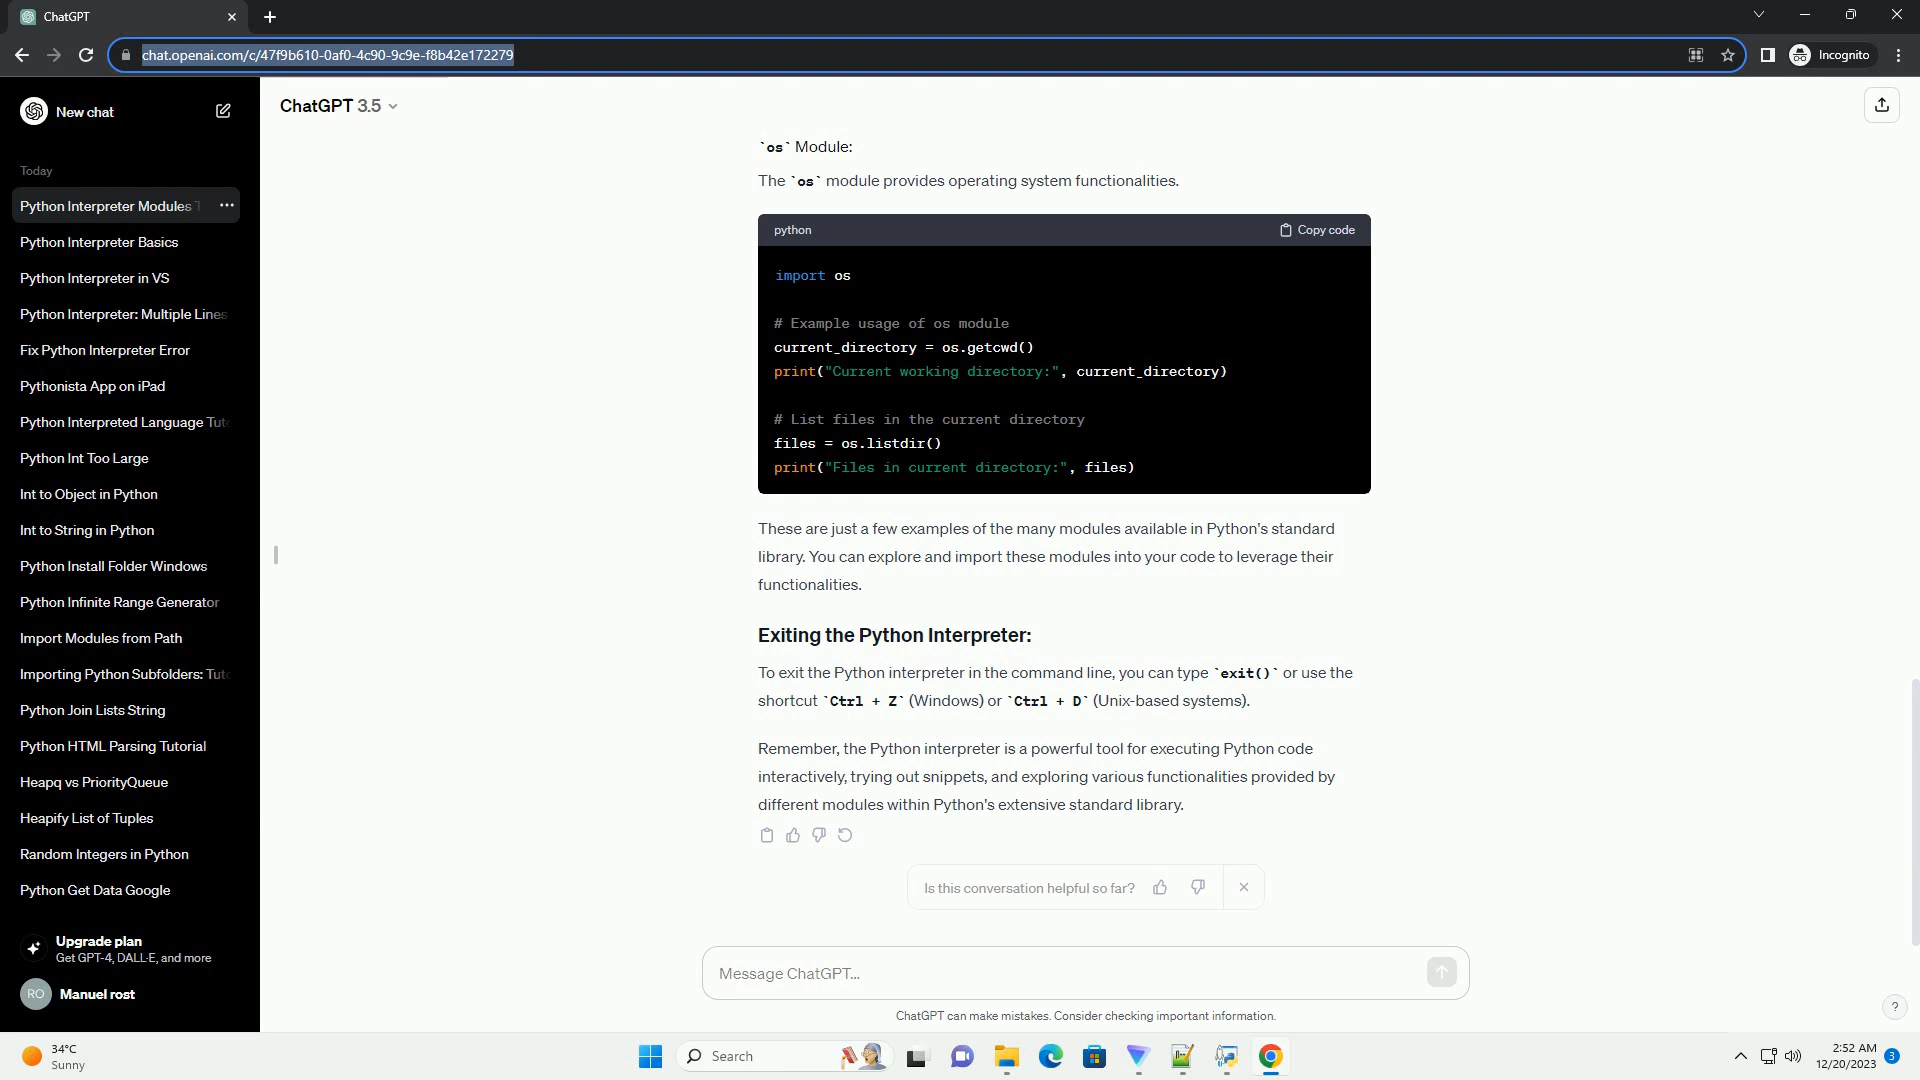 ChatGPT
chat.openai.com/c/47f9b610-0af0-4c90-9c9e-f8b42e172279
Incognito
New chat
ChatGPT 3.5
Today
Python Interpreter Modules T
Python Interpreter Basics
Python Interpreter in VS
Python Interpreter: Multiple Lines
Fix Python Interpreter Error
Pythonista App on iPad
Python Interpreted Language Tuto
Python Int Too Large
Int to Object in Python
Int to String in Python
Python Install Folder Windows
Python Infinite Range Generator
Import Modules from Path
Importing Python Subfolders: Tuto
Python Join Lists String
Python HTML Parsing Tutorial
Heapq vs PriorityQueue
Heapify List of Tuples
Random Integers in Python
Python Get Data Google
Upgrade plan
Get GPT-4, DALL·E, and more
RO
Manuel rost
`os` Module:
The `os` module provides operating system functionalities.
python
Copy code
import os
# Example usage of os module
current_directory = os.getcwd()
print("Current working directory:", current_directory)
# List files in the current directory
files = os.listdir()
print("Files in current directory:", files)
These are just a few examples of the many modules available in Python's standard
library. You can explore and import these modules into your code to leverage their
functionalities.
Exiting the Python Interpreter:
To exit the Python interpreter in the command line, you can type `exit()` or use the
shortcut `Ctrl + Z` (Windows) or `Ctrl + D` (Unix-based systems).
Remember, the Python interpreter is a powerful tool for executing Python code
interactively, trying out snippets, and exploring various functionalities provided by
different modules within Python's extensive standard library.
Is this conversation helpful so far?
Message ChatGPT...
ChatGPT can make mistakes. Consider checking important information.
?
34°C
Sunny
Search
2:52 AM
12/20/2023
3